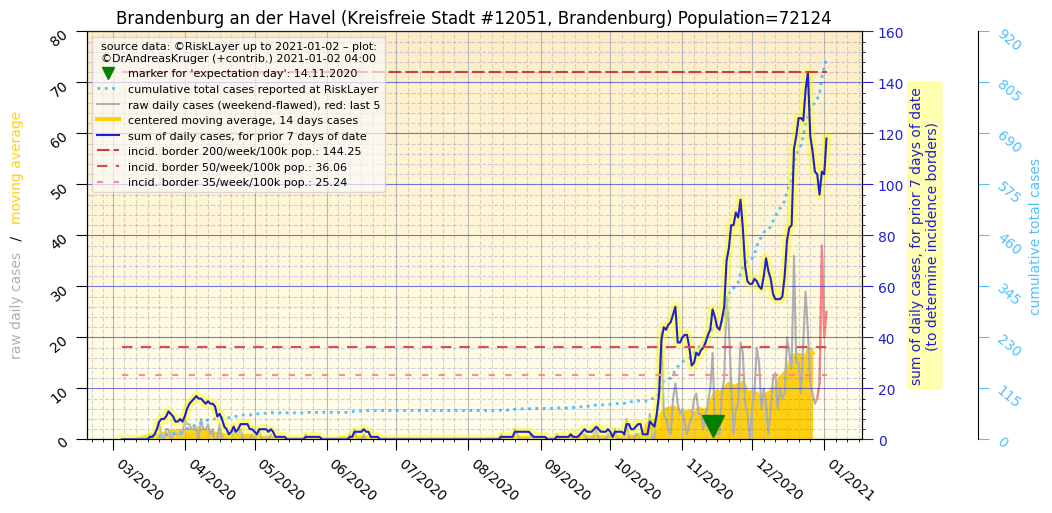 Brandenburg an der Havel (Kreisfreie Stadt #12051, Brandenburg) Population=72124
source data: ©RiskLayer up to 2021-01-02 – plot:
©DrAndreasKruger (+contrib.) 2021-01-02 04:00
marker for 'expectation day': 14.11.2020
cumulative total cases reported at RiskLayer
raw daily cases (weekend-flawed), red: last 5
centered moving average, 14 days cases
sum of daily cases, for prior 7 days of date
incid. border 200/week/100k pop.: 144.25
incid. border 50/week/100k pop.: 36.06
incid. border 35/week/100k pop.: 25.24
raw daily cases / moving average
80
70
60
50
40
30
20
10
0
03/2020
04/2020
05/2020
06/2020
07/2020
08/2020
09/2020
10/2020
11/2020
12/2020
01/2021
160
140
120
100
80
60
40
20
0
sum of daily cases, for prior 7 days of date
(to determine incidence borders)
920
805
690
575
460
345
230
115
0
cumulative total cases